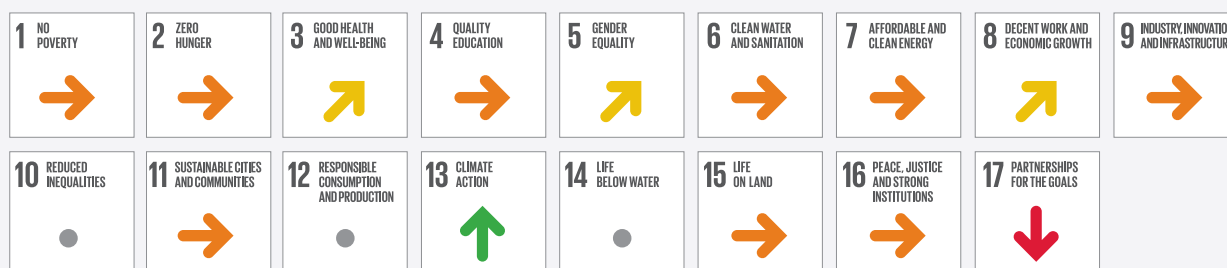 1 NO
POVERTY
2 ZERO
HUNGER
3 GOOD HEALTH
AND WELL-BEING
4 QUALITY
EDUCATION
5 GENDER
EQUALITY
6 CLEAN WATER
AND SANITATION
7 AFFORDABLE AND
CLEAN ENERGY
8 DECENT WORK AND
ECONOMIC GROWTH
9 INDUSTRY, INNOVATIO
AND INFRASTRUCTUR
10 REDUCED
INEQUALITIES
11 SUSTAINABLE CITIES
AND COMMUNITIES
12 RESPONSIBLE
CONSUMPTION
AND PRODUCTION
13 CLIMATE
ACTION
14 LIFE
BELOW WATER
15 LIFE
ON LAND
16 PEACE, JUSTICE
AND STRONG
INSTITUTIONS
17 PARTNERSHIPS
FOR THE GOALS